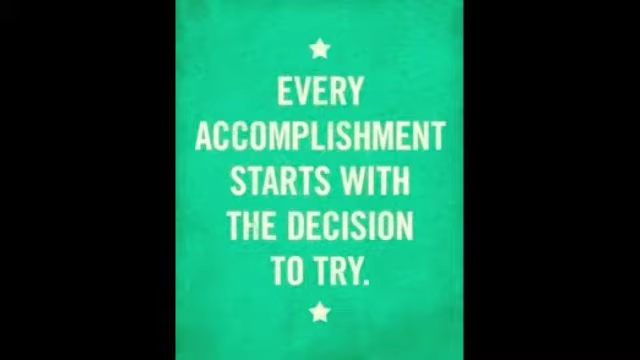 EVERY
ACCOMPLISHMENT
STARTS WITH
THE DECISION
TO TRY.